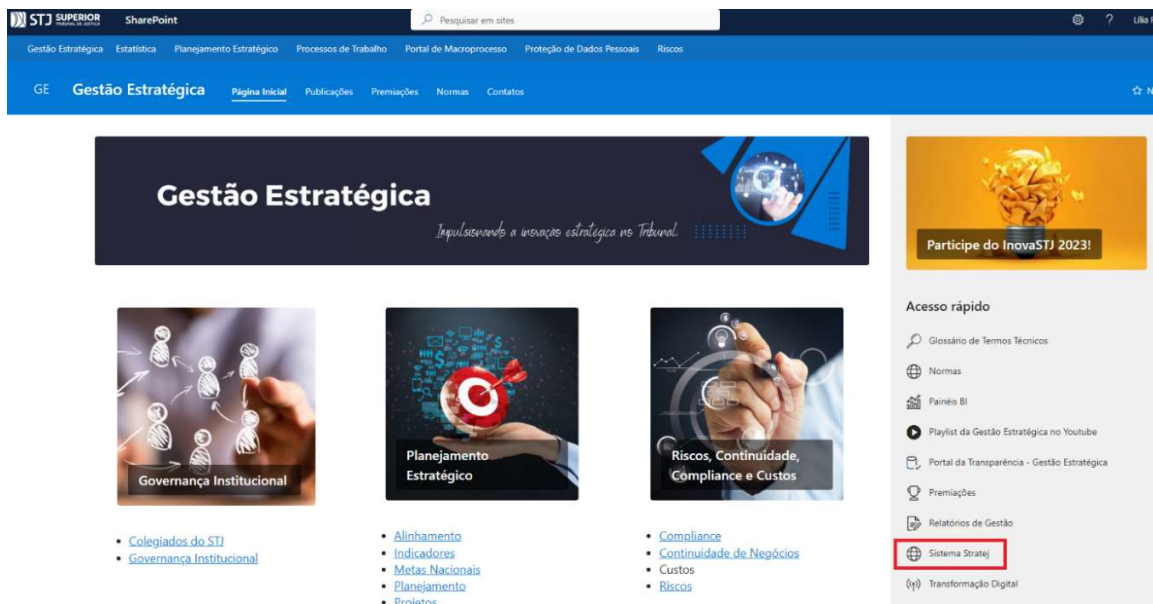 STJ SUPERIOR TRIBUNAL DE JUSTIÇA SharePoint Pesquisar em sites ?
Gestão Estratégica Estatística Planejamento Estratégico Processos de Trabalho Portal de Macroprocesso Proteção de Dados Pessoais Riscos
GE Gestão Estratégica Página Inicial Publicações Premiações Normas Contatos
Gestão Estratégica
Impulsionando a inovação estratégica no Tribunal.
Participe do InovaSTJ 2023!
Governança Institucional
• Colegiados do STJ
• Governança Institucional
Planejamento
Estratégico
• Alinhamento
• Indicadores
• Metas Nacionais
• Planejamento
• Projetos
Riscos, Continuidade,
Compliance e Custos
• Compliance
• Continuidade de Negócios
• Custos
• Riscos
Acesso rápido
Glossário de Termos Técnicos
Normas
Painéis BI
Playlist da Gestão Estratégica no Youtube
Portal da Transparência - Gestão Estratégica
Premiações
Relatórios de Gestão
Sistema Stratej
Transformação Digital